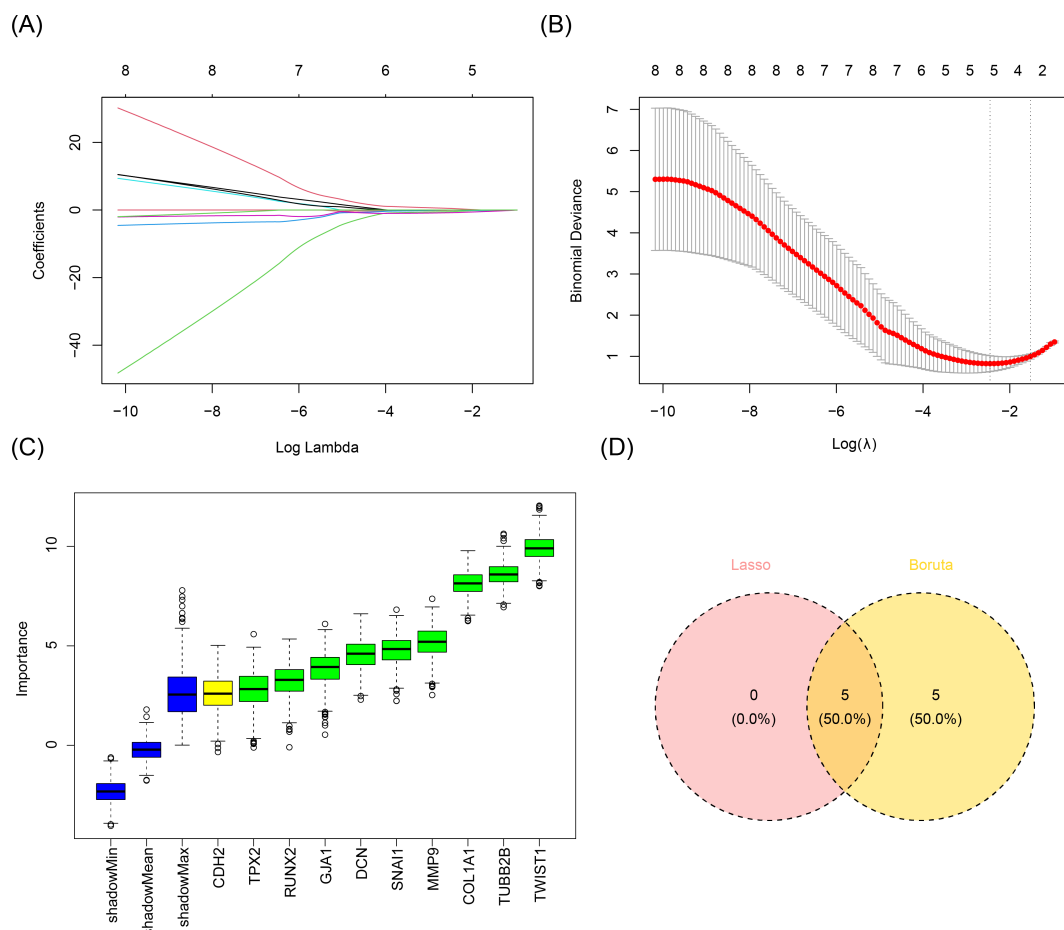 (A)
8 8 7 6 5
20
0
−20
−40
Coefficients
−10 −8 −6 −4 −2
Log Lambda
(B)
8 8 8 8 8 8 8 7 7 8 7 6 5 5 5 4 2
7
6
5
4
3
2
1
Binomial Deviance
−10 −8 −6 −4 −2
Log(λ)
(C)
10
5
0
Importance
shadowMin
shadowMean
shadowMax
CDH2
TPX2
RUNX2
GJA1
DCN
SNAI1
MMP9
COL1A1
TUBB2B
TWIST1
(D)
Lasso
Boruta
0
(0.0%)
5
(50.0%)
5
(50.0%)